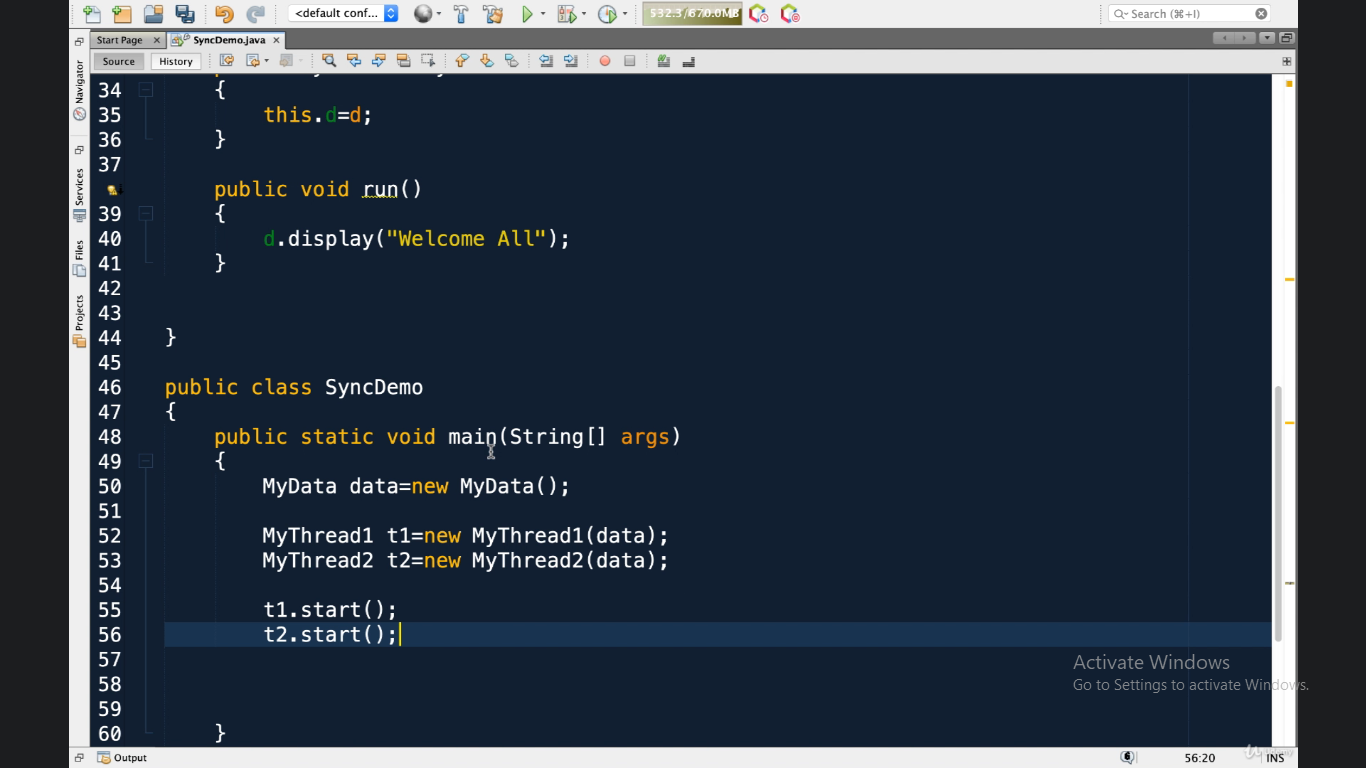 <default conf...
532.3/670.0MB
Search (⌘+I)
Start Page
SyncDemo.java
Source
History
Navigator
Services
Files
Projects
34 {
35 this.d=d;
36 }
37
public void run()
39 {
40 d.display("Welcome All");
41 }
42
43
44 }
45
46 public class SyncDemo
47 {
48 public static void main(String[] args)
49 {
50 MyData data=new MyData();
51
52 MyThread1 t1=new MyThread1(data);
53 MyThread2 t2=new MyThread2(data);
54
55 t1.start();
56 t2.start();
57
58
59
60 }
Activate Windows
Go to Settings to activate Windows.
Output
56:20
INS